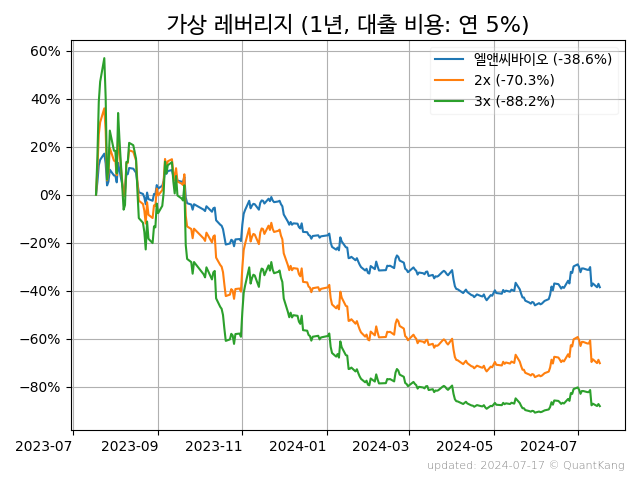 가상 레버리지 (1년, 대출 비용: 연 5%)
엘앤씨바이오 (-38.6%)
2x (-70.3%)
3x (-88.2%)
60%
40%
20%
0%
−20%
−40%
−60%
−80%
2023-07 2023-09 2023-11 2024-01 2024-03 2024-05 2024-07
updated: 2024-07-17 © QuantKang